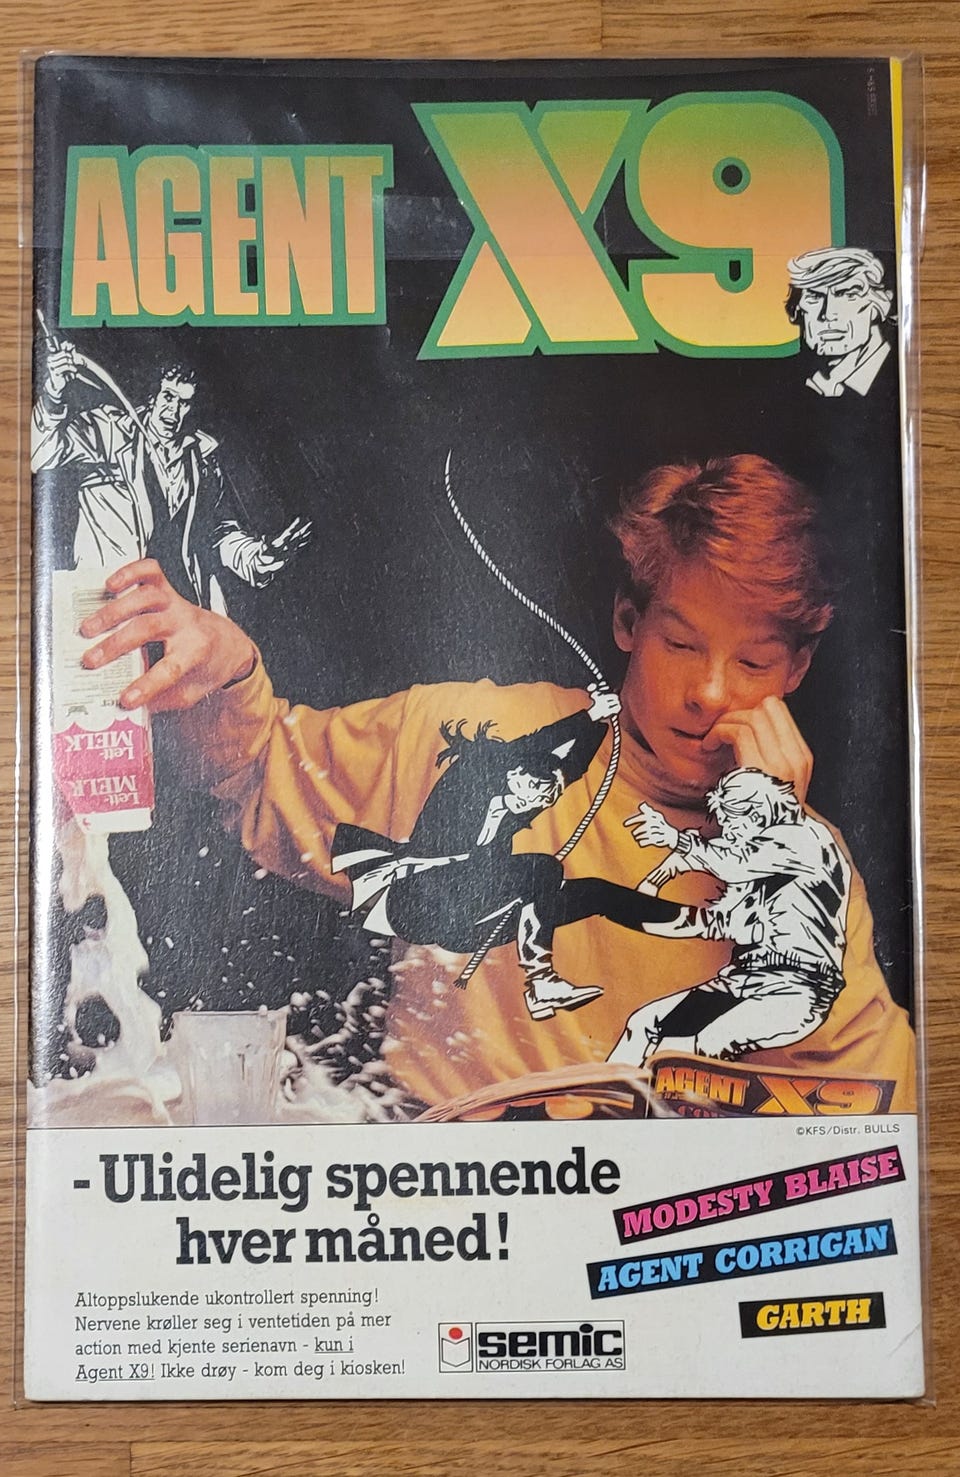 AGENT X9
Lett-
MELK
Lett-
MELK
AGENT X9
©KFS/Distr. BULLS
- Ulidelig spennende
hver måned!
MODESTY BLAISE
AGENT CORRIGAN
GARTH
Altoppslukende ukontrollert spenning!
Nervene krøller seg i ventetiden på mer
action med kjente serienavn - kun i
Agent X9! Ikke drøy - kom deg i kiosken!
semic
NORDISK FORLAG AS